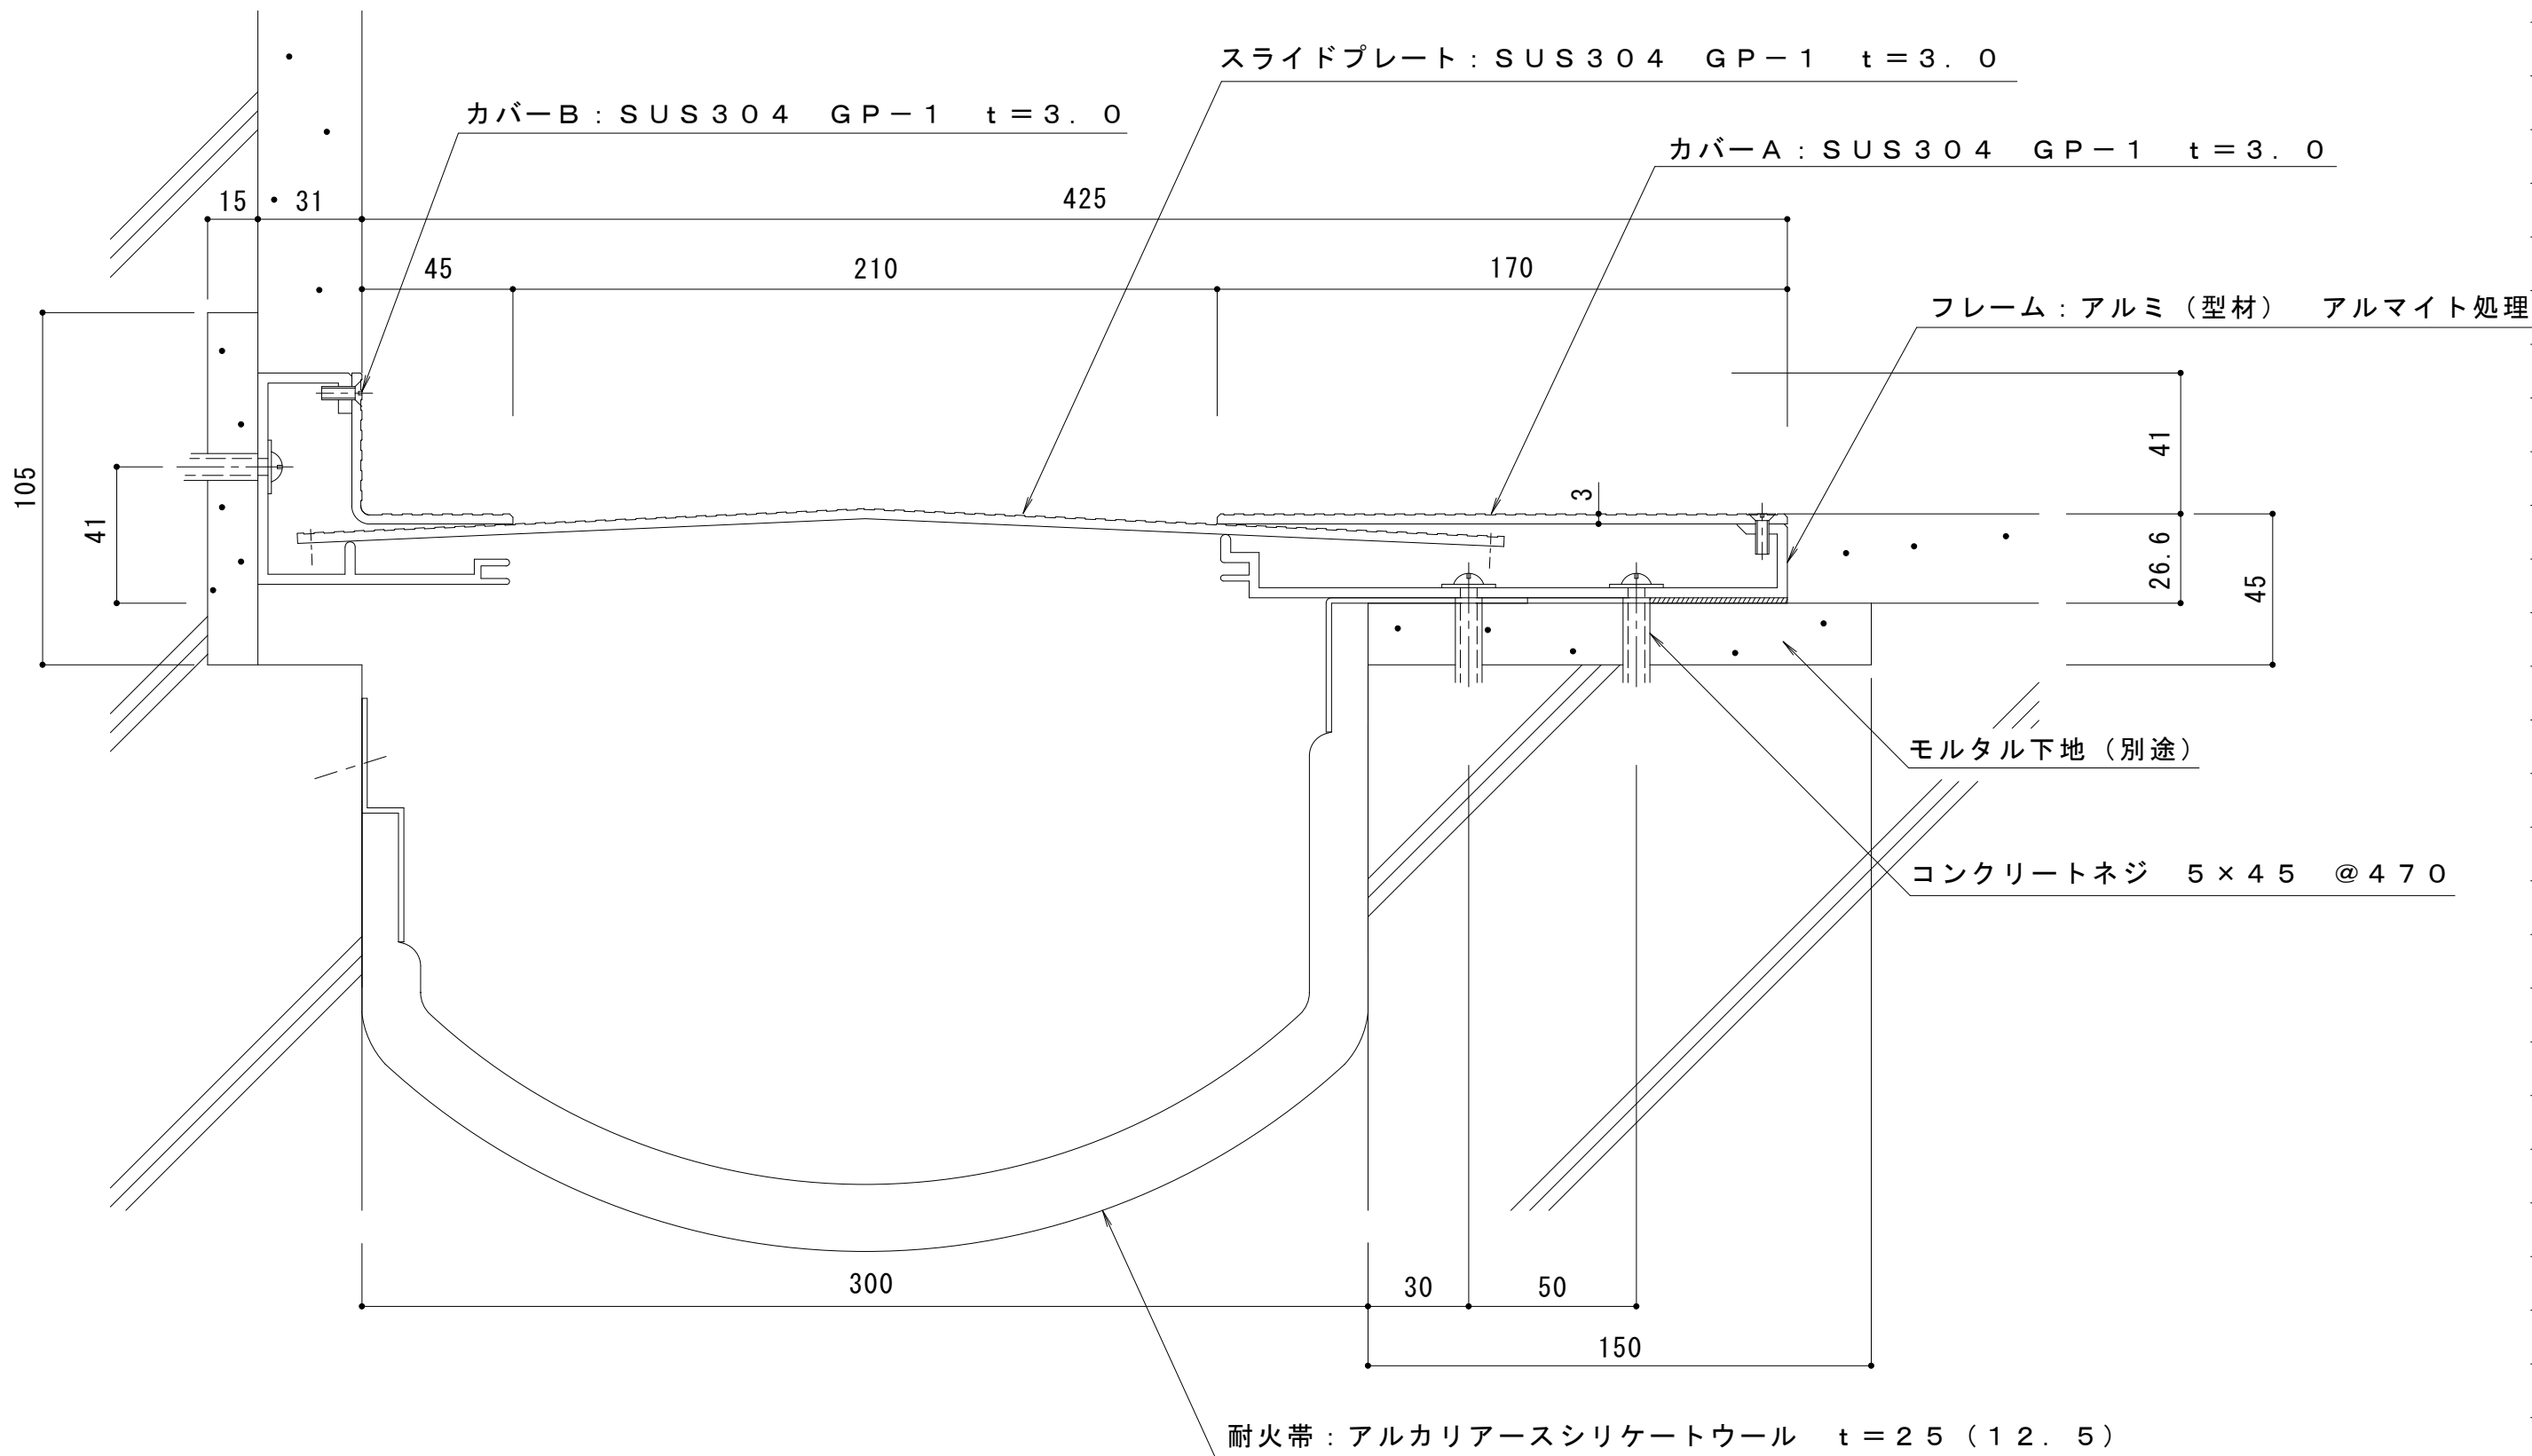 スライドプレート：ＳＵＳ３０４　ＧＰ－１　ｔ＝３．０
カバーＢ：ＳＵＳ３０４　ＧＰ－１　ｔ＝３．０
カバーＡ：ＳＵＳ３０４　ＧＰ－１　ｔ＝３．０
15
31
425
45
210
170
フレーム：アルミ（型材）　アルマイト処理
41
105
3
41
26.6
45
モルタル下地（別途）
コンクリートネジ　５×４５　＠４７０
300
30
50
150
耐火帯：アルカリアースシリケートウール　ｔ＝２５（１２．５）